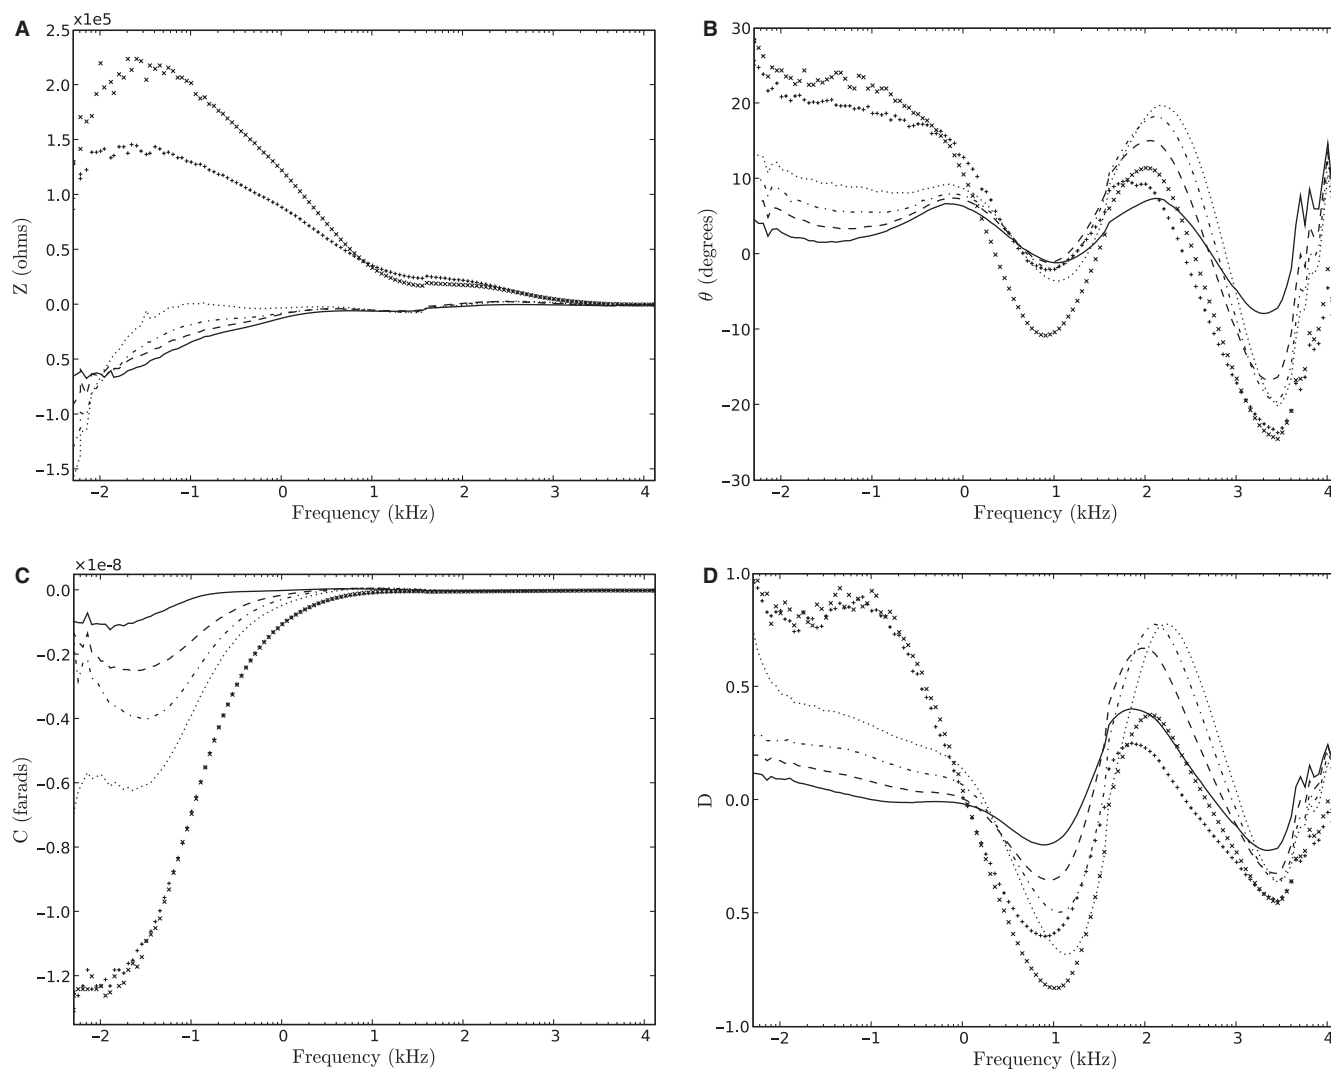 A
×1e5
2.5
2.0
1.5
1.0
0.5
0.0
0.5
−1.0
−1.5
Z (ohms)
−2 −1 0 1 2 3 4
Frequency (kHz)
B
30
20
10
0
−10
−20
−30
θ (degrees)
−2 −1 0 1 2 3 4
Frequency (kHz)
C
×1e-8
0.0
−0.2
−0.4
−0.6
−0.8
−1.0
−1.2
C (farads)
−2 −1 0 1 2 3 4
Frequency (kHz)
D
1.0
0.5
0.0
0.5
−1.0
D
−2 −1 0 1 2 3 4
Frequency (kHz)